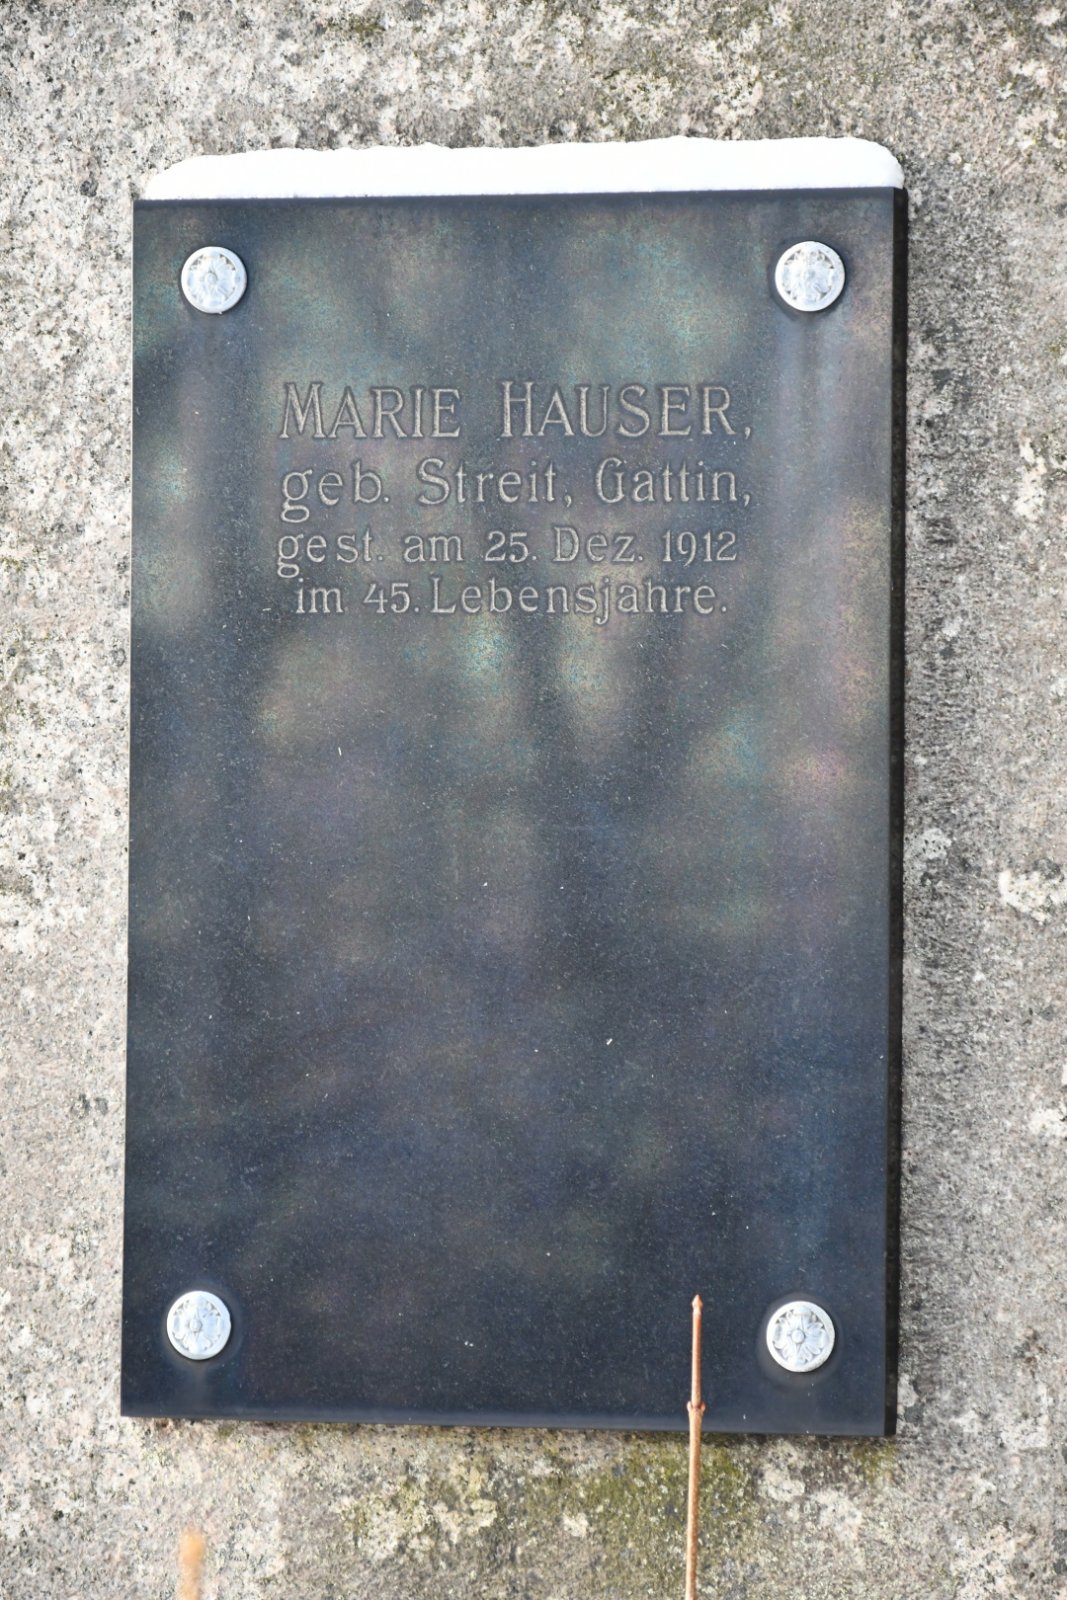 MARIE HAUSER,
geb. Streit, Gattin,
gest. am 25. Dez. 1912
im 45. Lebensjahre.